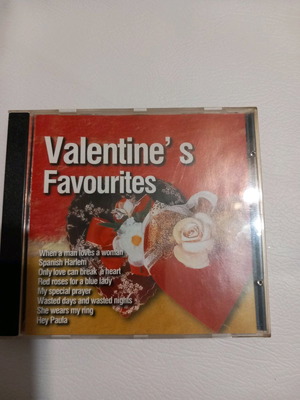 Valentine' s
Favourites
When a man loves a woman
Spanish Harlem
Only love can break a heart
Red roses for a blue lady
My special prayer
Wasted days and wasted nights
She wears my ring
Hey Paula